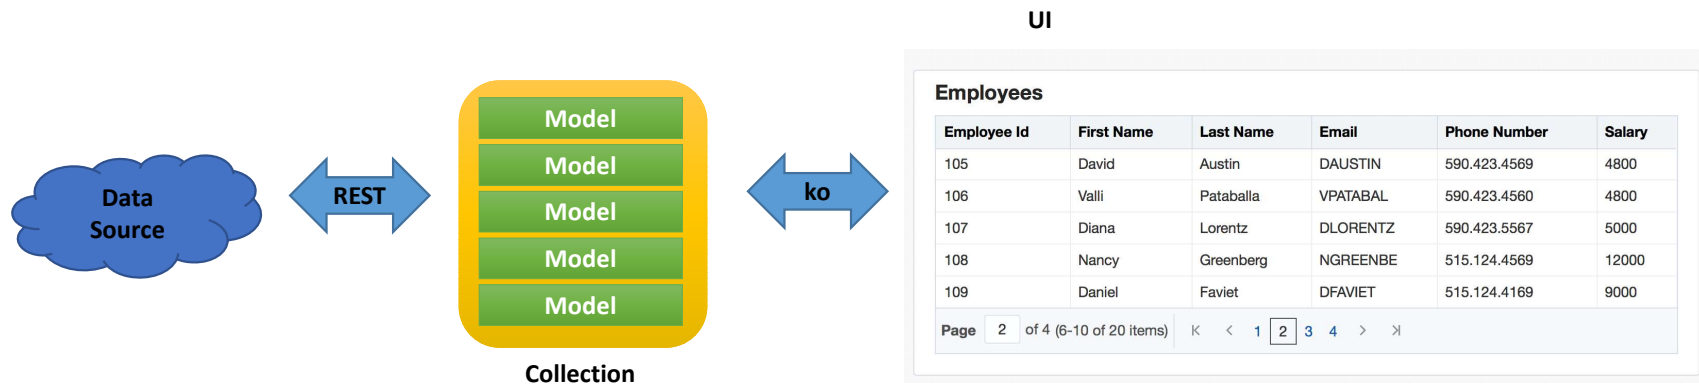 UI
Data
Source
REST
Model
Model
Model
Model
Model
Collection
ko
Employees
Employee Id First Name Last Name Email Phone Number Salary
105 David Austin DAUSTIN 590.423.4569 4800
106 Valli Pataballa VPATABAL 590.423.4560 4800
107 Diana Lorentz DLORENTZ 590.423.5567 5000
108 Nancy Greenberg NGREENBE 515.124.4569 12000
109 Daniel Faviet DFAVIET 515.124.4169 9000
Page 2 of 4 (6-10 of 20 items) 1 2 3 4